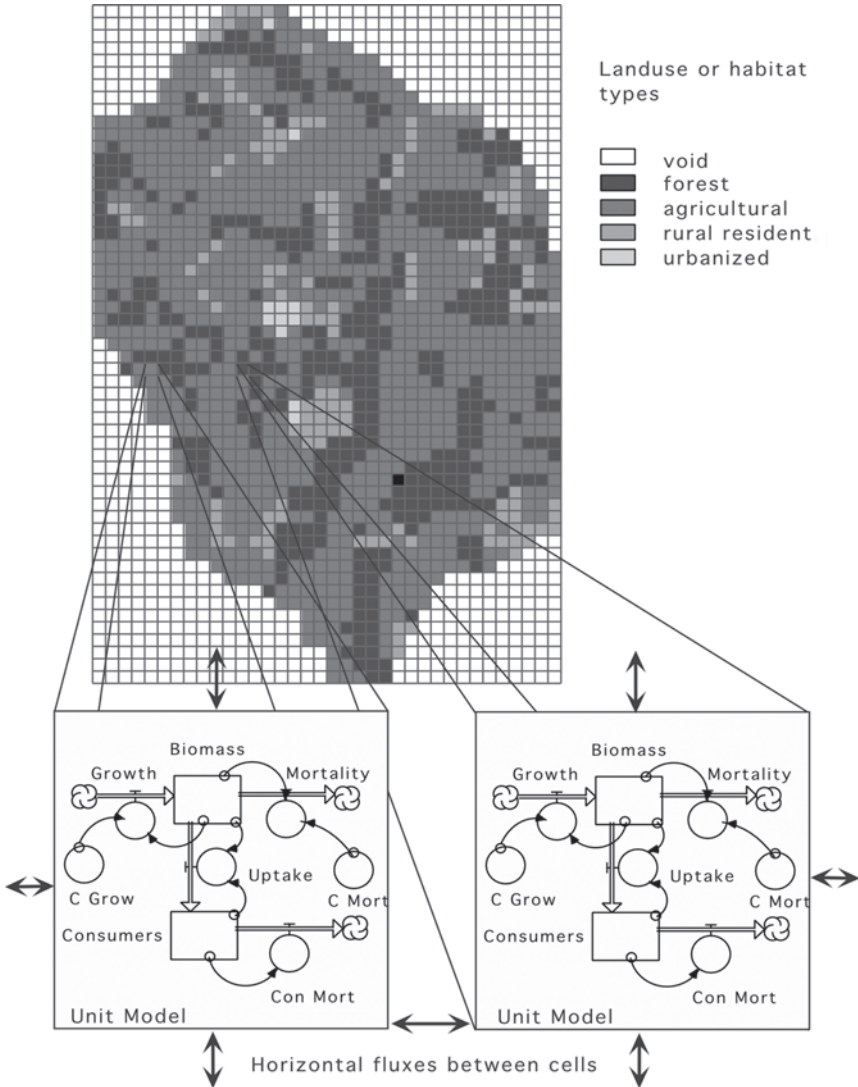 Landuse or habitat
types
void
forest
agricultural
rural resident
urbanized
Biomass
Growth
Mortality
Uptake
C Grow
C Mort
Consumers
Con Mort
Unit Model
Biomass
Growth
Mortality
Uptake
C Grow
C Mort
Consumers
Con Mort
Unit Model
Horizontal fluxes between cells